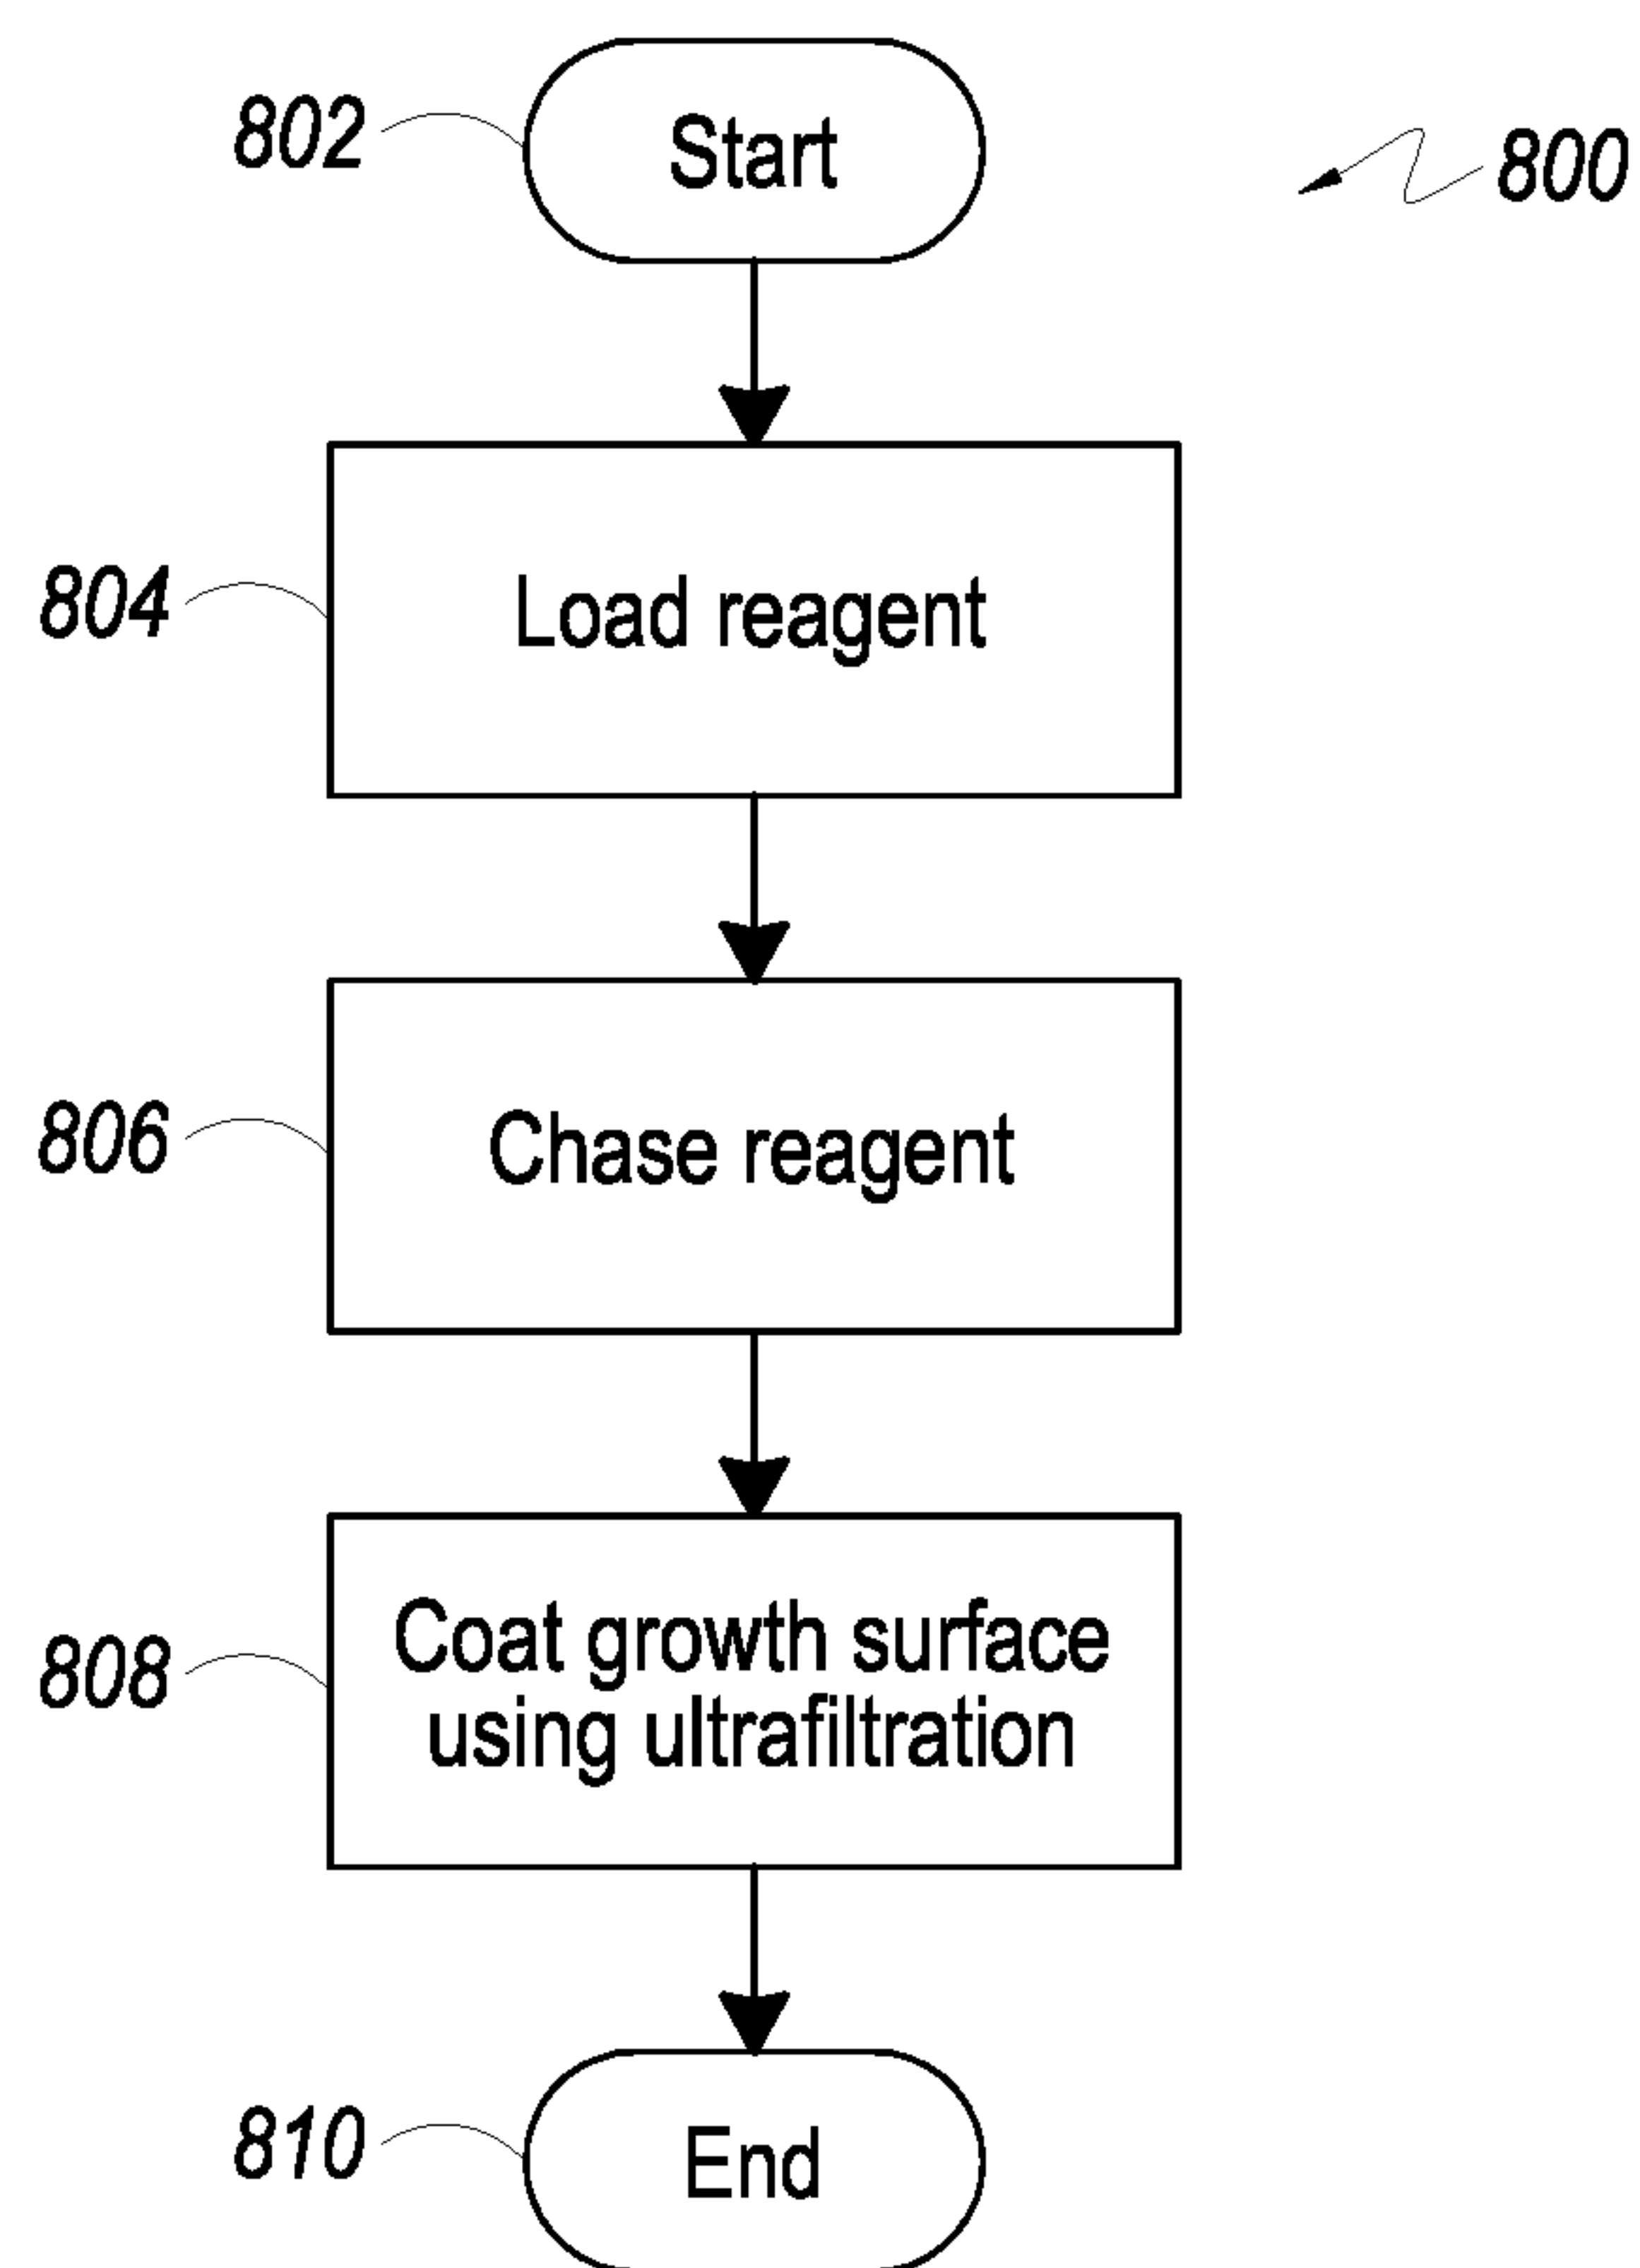 802
Start
800
804
Load reagent
806
Chase reagent
808
Coat growth surface
using ultrafiltration
810
End